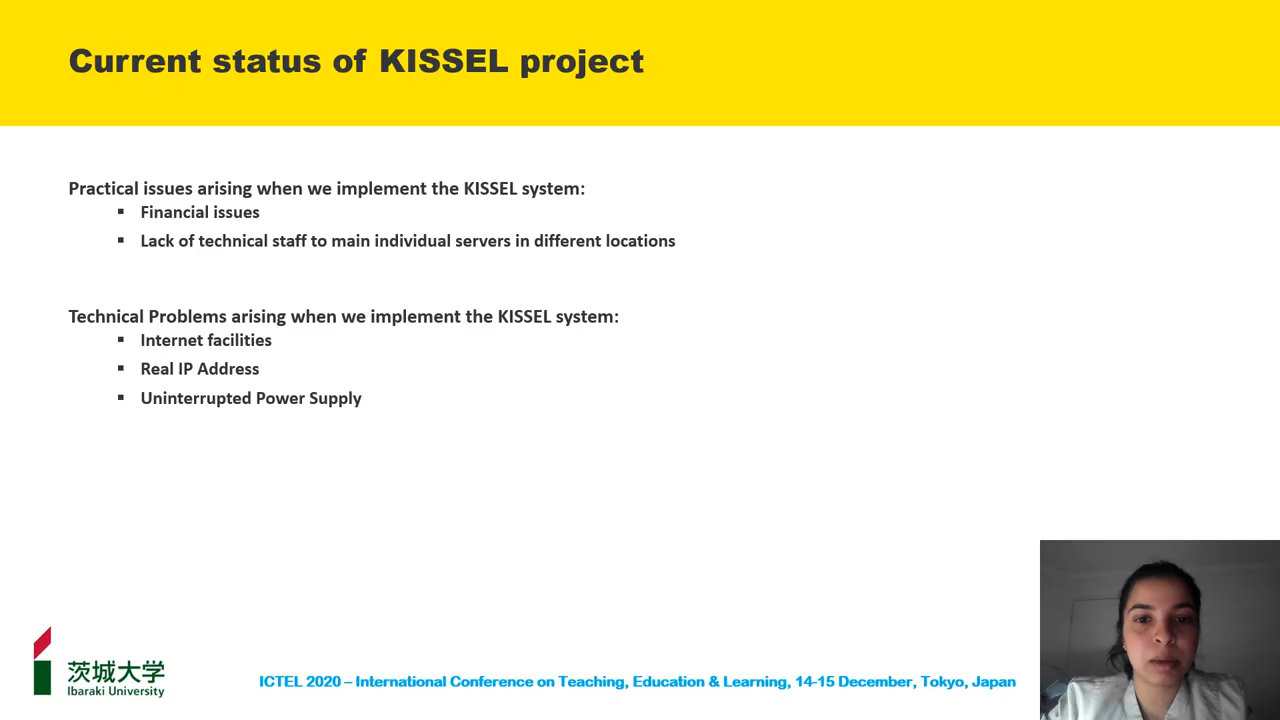 Current status of KISSEL project
Practical issues arising when we implement the KISSEL system:
▪ Financial issues
▪ Lack of technical staff to main individual servers in different locations
Technical Problems arising when we implement the KISSEL system:
▪ Internet facilities
▪ Real IP Address
▪ Uninterrupted Power Supply
茨城大学
Ibaraki University
ICTEL 2020 – International Conference on Teaching, Education & Learning, 14-15 December, Tokyo, Japan